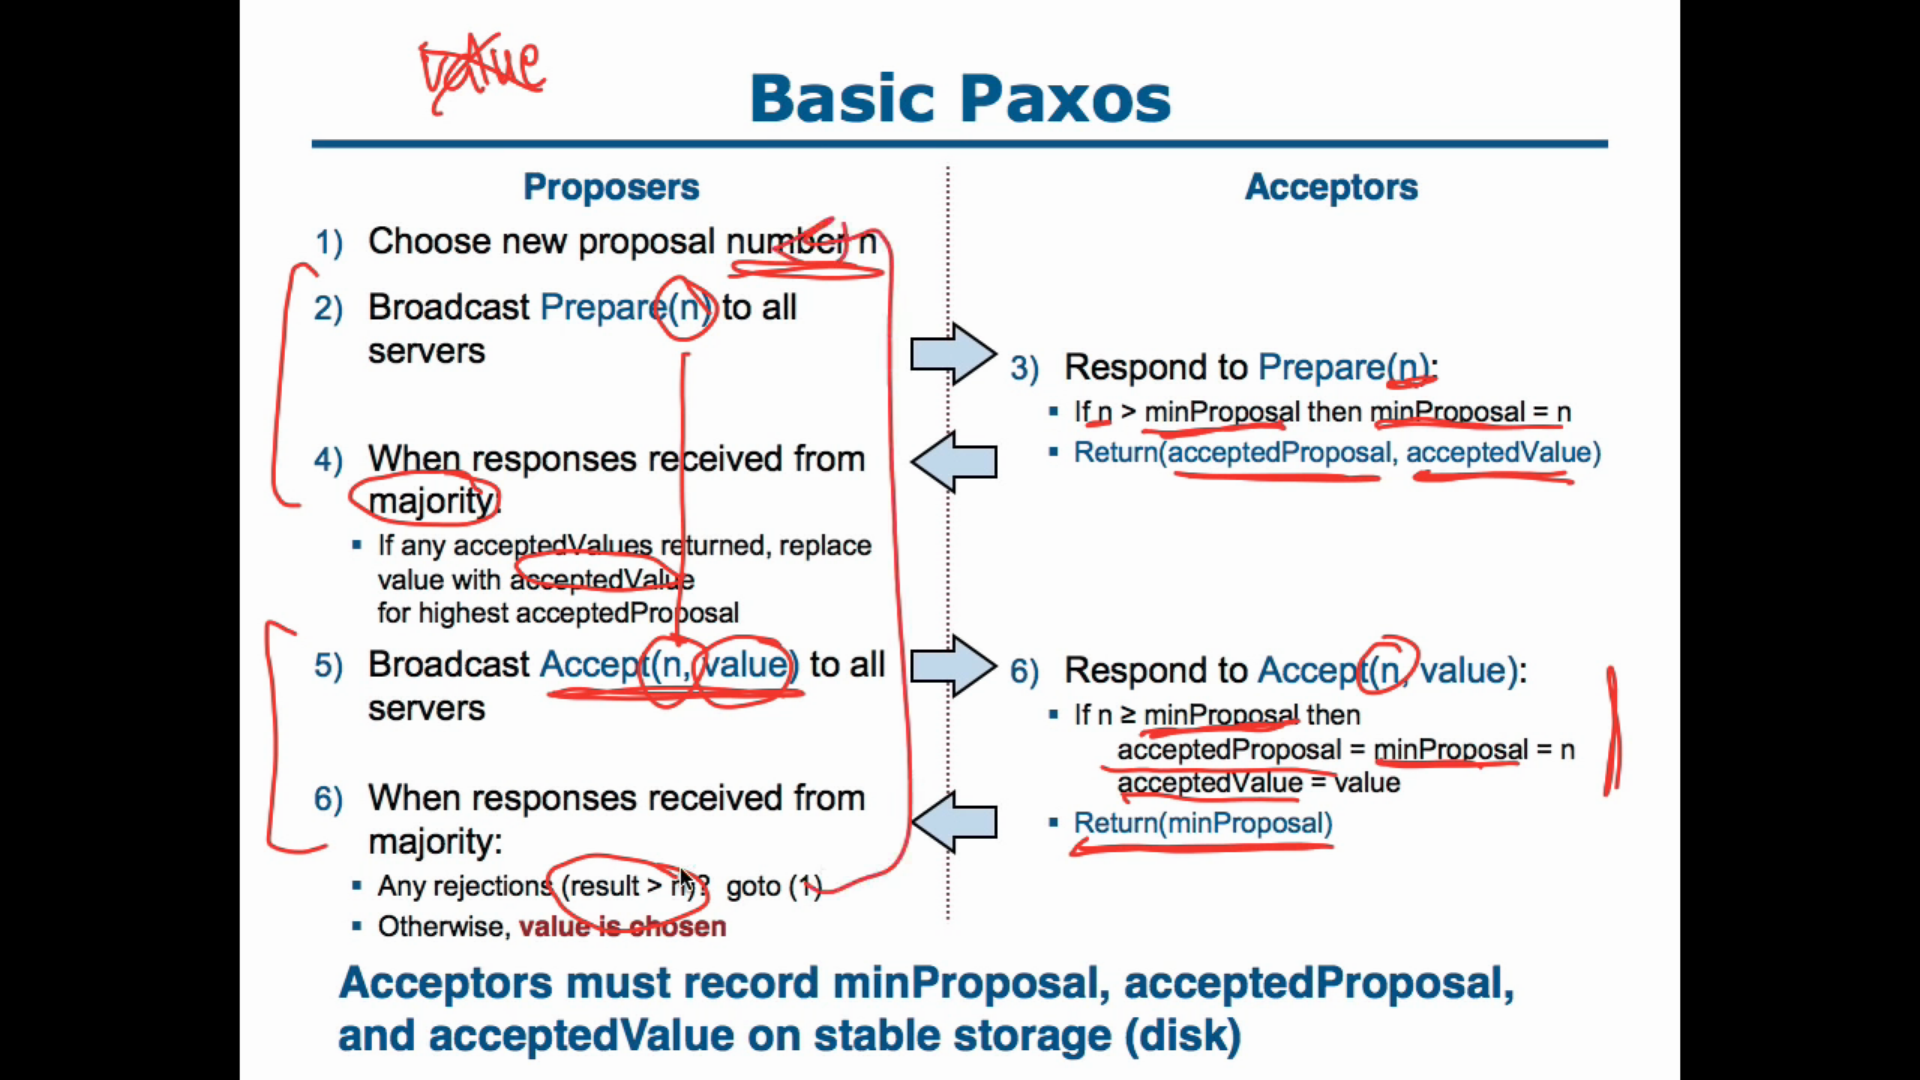 value
Basic Paxos
Proposers
1) Choose new proposal number n
2) Broadcast Prepare(n) to all
servers
4) When responses received from
majority:
▪ If any acceptedValues returned, replace
value with acceptedValue
for highest acceptedProposal
5) Broadcast Accept(n, value) to all
servers
6) When responses received from
majority:
▪ Any rejections (result > n)? goto (1)
▪ Otherwise, value is chosen
Acceptors
3) Respond to Prepare(n):
▪ If n > minProposal then minProposal = n
▪ Return(acceptedProposal, acceptedValue)
6) Respond to Accept(n, value):
▪ If n ≥ minProposal then
acceptedProposal = minProposal = n
acceptedValue = value
▪ Return(minProposal)
Acceptors must record minProposal, acceptedProposal,
and acceptedValue on stable storage (disk)